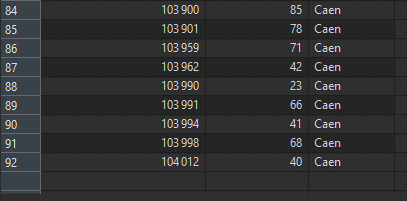 84 103 900 85 Caen
85 103 901 78 Caen
86 103 959 71 Caen
87 103 962 42 Caen
88 103 990 23 Caen
89 103 991 66 Caen
90 103 994 41 Caen
91 103 998 68 Caen
92 104 012 40 Caen